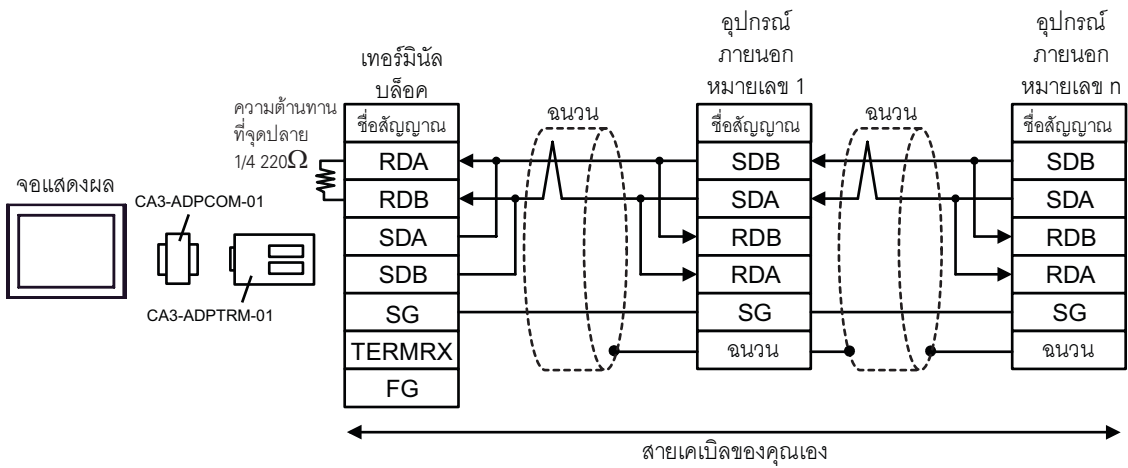 จอแสดงผล
CA3-ADPCOM-01
CA3-ADPTRM-01
ความต้านทาน
ที่จุดปลาย
1/4 220Ω
เทอร์มินัล
บล็อค
ชื่อสัญญาณ
RDA
RDB
SDA
SDB
SG
TERMRX
FG
ฉนวน
อุปกรณ์
ภายนอก
หมายเลข 1
ชื่อสัญญาณ
SDB
SDA
RDB
RDA
SG
ฉนวน
ฉนวน
อุปกรณ์
ภายนอก
หมายเลข n
ชื่อสัญญาณ
SDB
SDA
RDB
RDA
SG
ฉนวน
สายเคเบิลของคุณเอง